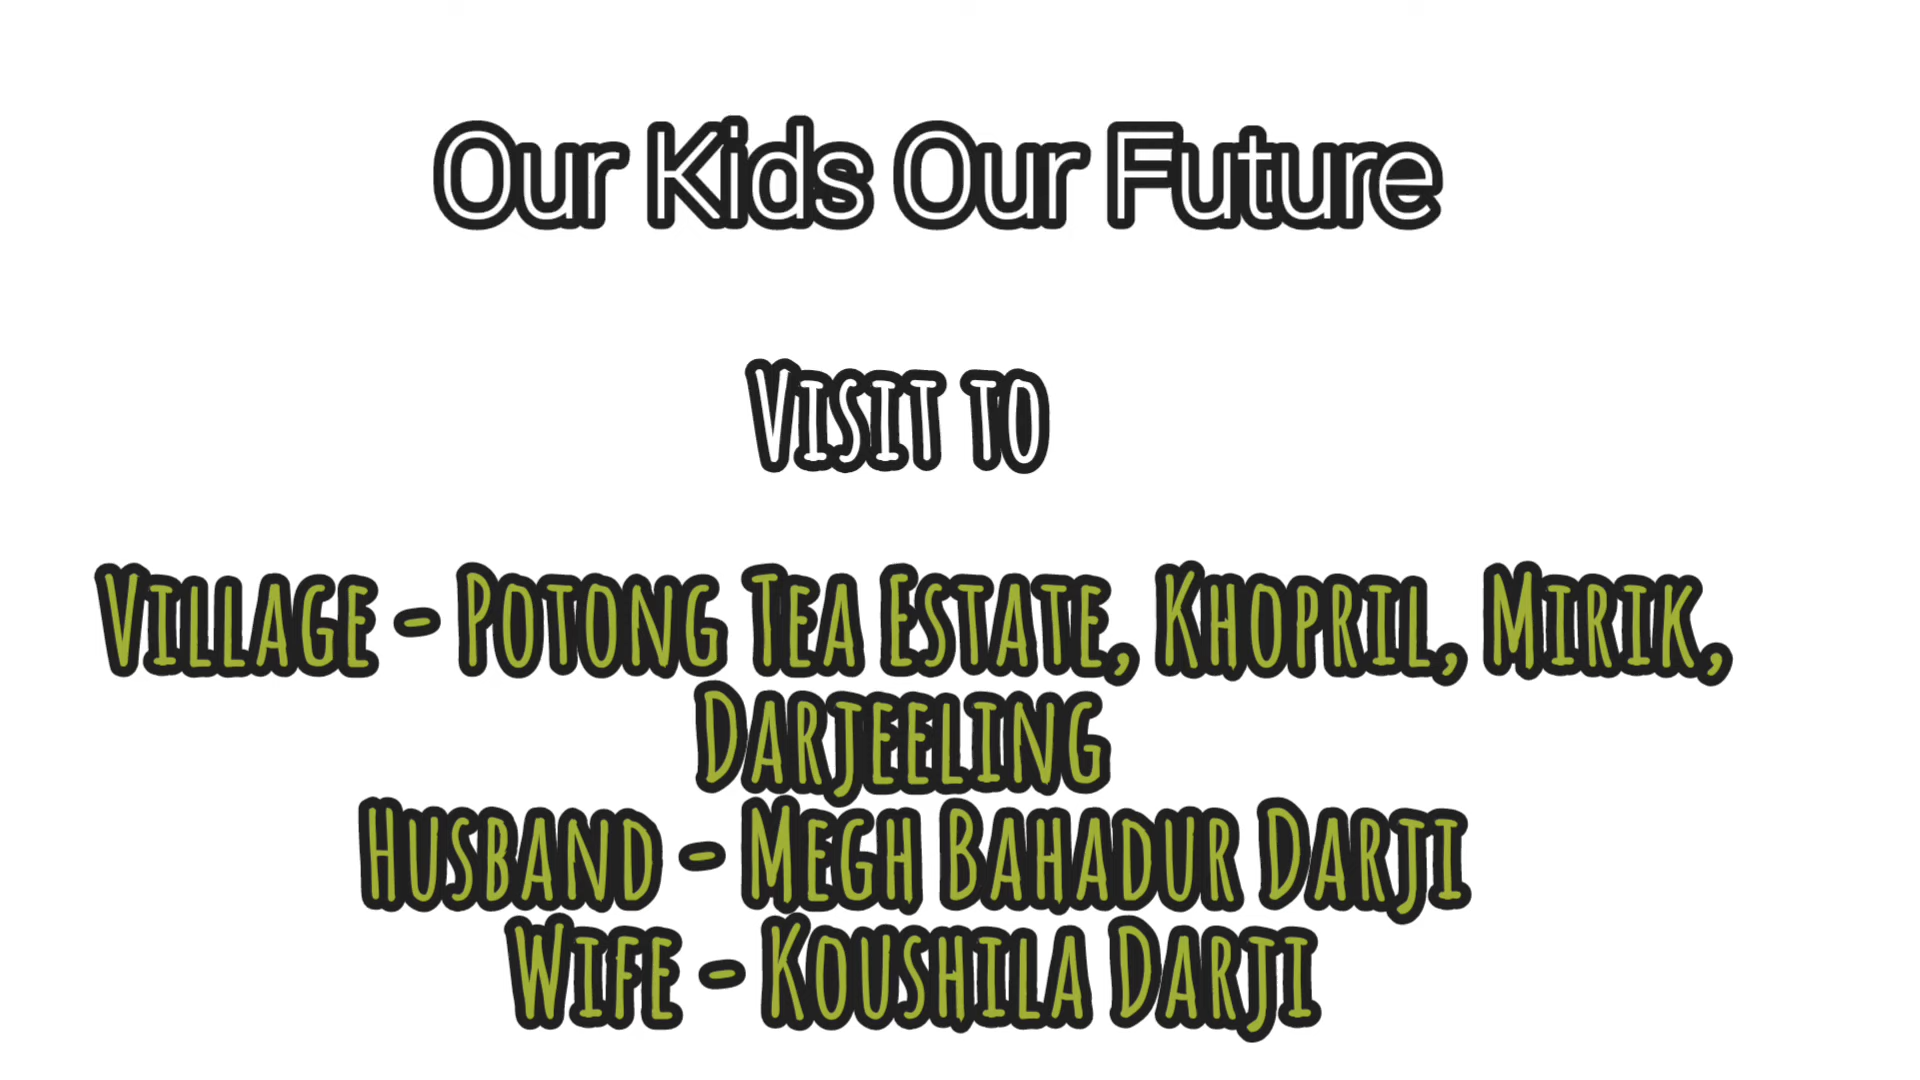 Our Kids Our Future
Visit to
Village - Potong Tea Estate, Khopril, Mirik,
Darjeeling
Husband - Megh Bahadur Darji
Wife - Koushila Darji